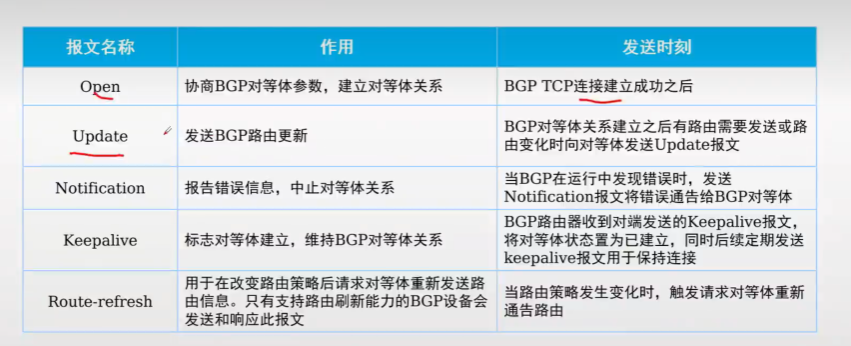 报文名称 作用 发送时刻
Open 协商BGP对等体参数，建立对等体关系 BGP TCP连接建立成功之后
Update 发送BGP路由更新 BGP对等体关系建立之后有路由需要发送或路
由变化时向对等体发送Update报文
Notification 报告错误信息，中止对等体关系 当BGP在运行中发现错误时，发送
Notification报文将错误通告给BGP对等体
Keepalive 标志对等体建立，维持BGP对等体关系 BGP路由器收到对端发送的Keepalive报文，
将对等体状态置为已建立，同时后续定期发送
keepalive报文用于保持连接
Route-refresh 用于在改变路由策略后请求对等体重新发送路
由信息。只有支持路由刷新能力的BGP设备会
发送和响应此报文
当路由策略发生变化时，触发请求对等体重新
通告路由